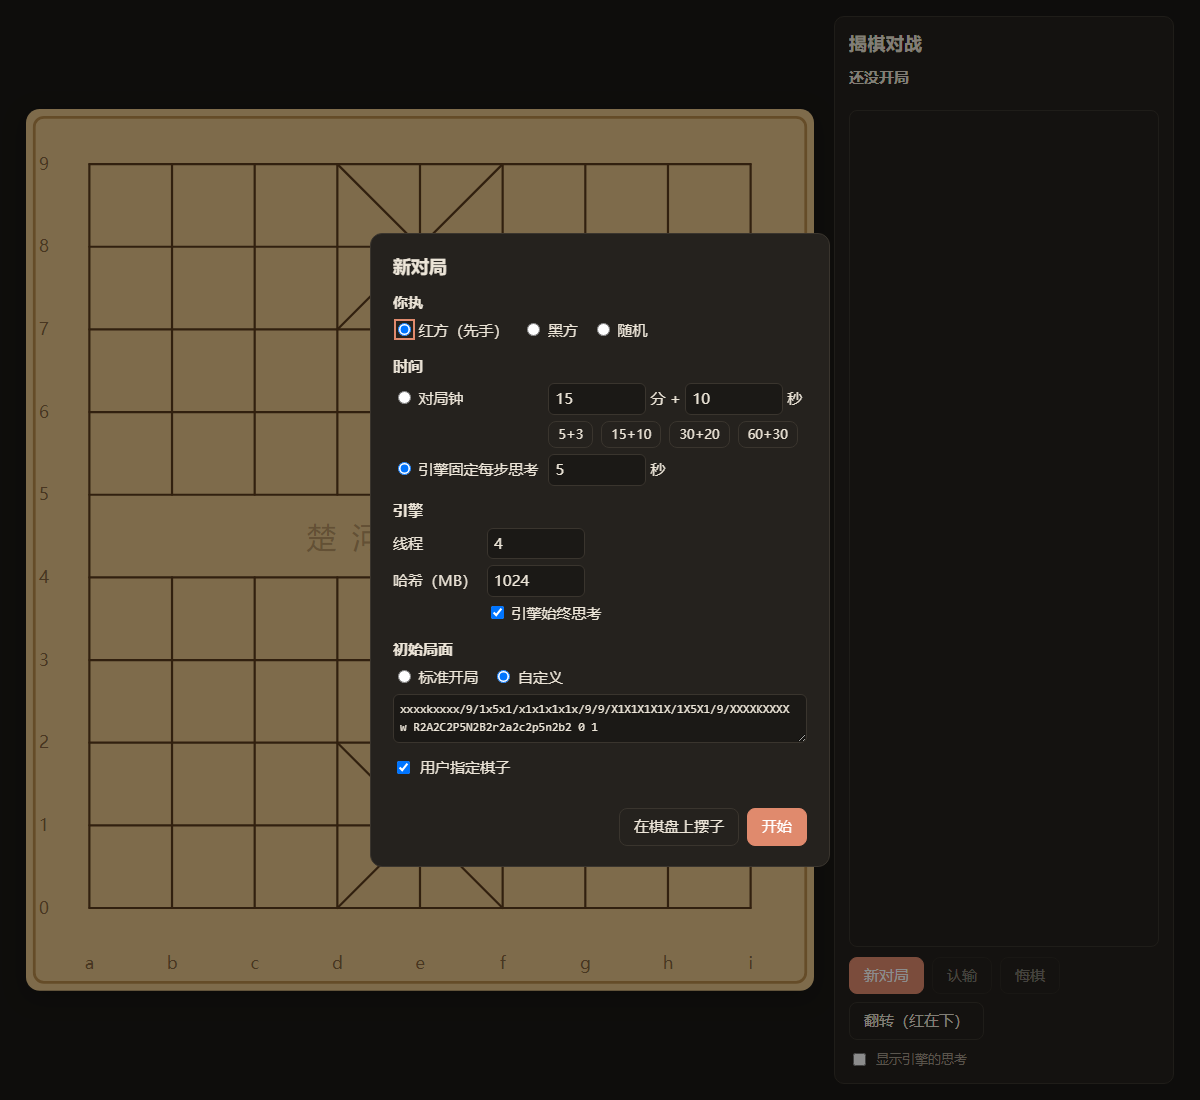 揭棋对战
还没开局
9
8
7
6
5
4
3
2
1
0
a b c d e f g h i
楚 河
新对局
你执
红方（先手） 黑方 随机
时间
对局钟 15 分 + 10 秒
5+3 15+10 30+20 60+30
引擎固定每步思考 5 秒
引擎
线程 4
哈希（MB） 1024
引擎始终思考
初始局面
标准开局 自定义
xxxxkxxxx/9/1x5x1/x1x1x1x1x/9/9/X1X1X1X1X/1X5X1/9/XXXXKXXXX
w R2A2C2P5N2B2r2a2c2p5n2b2 0 1
用户指定棋子
在棋盘上摆子 开始
新对局 认输 悔棋
翻转（红在下）
显示引擎的思考